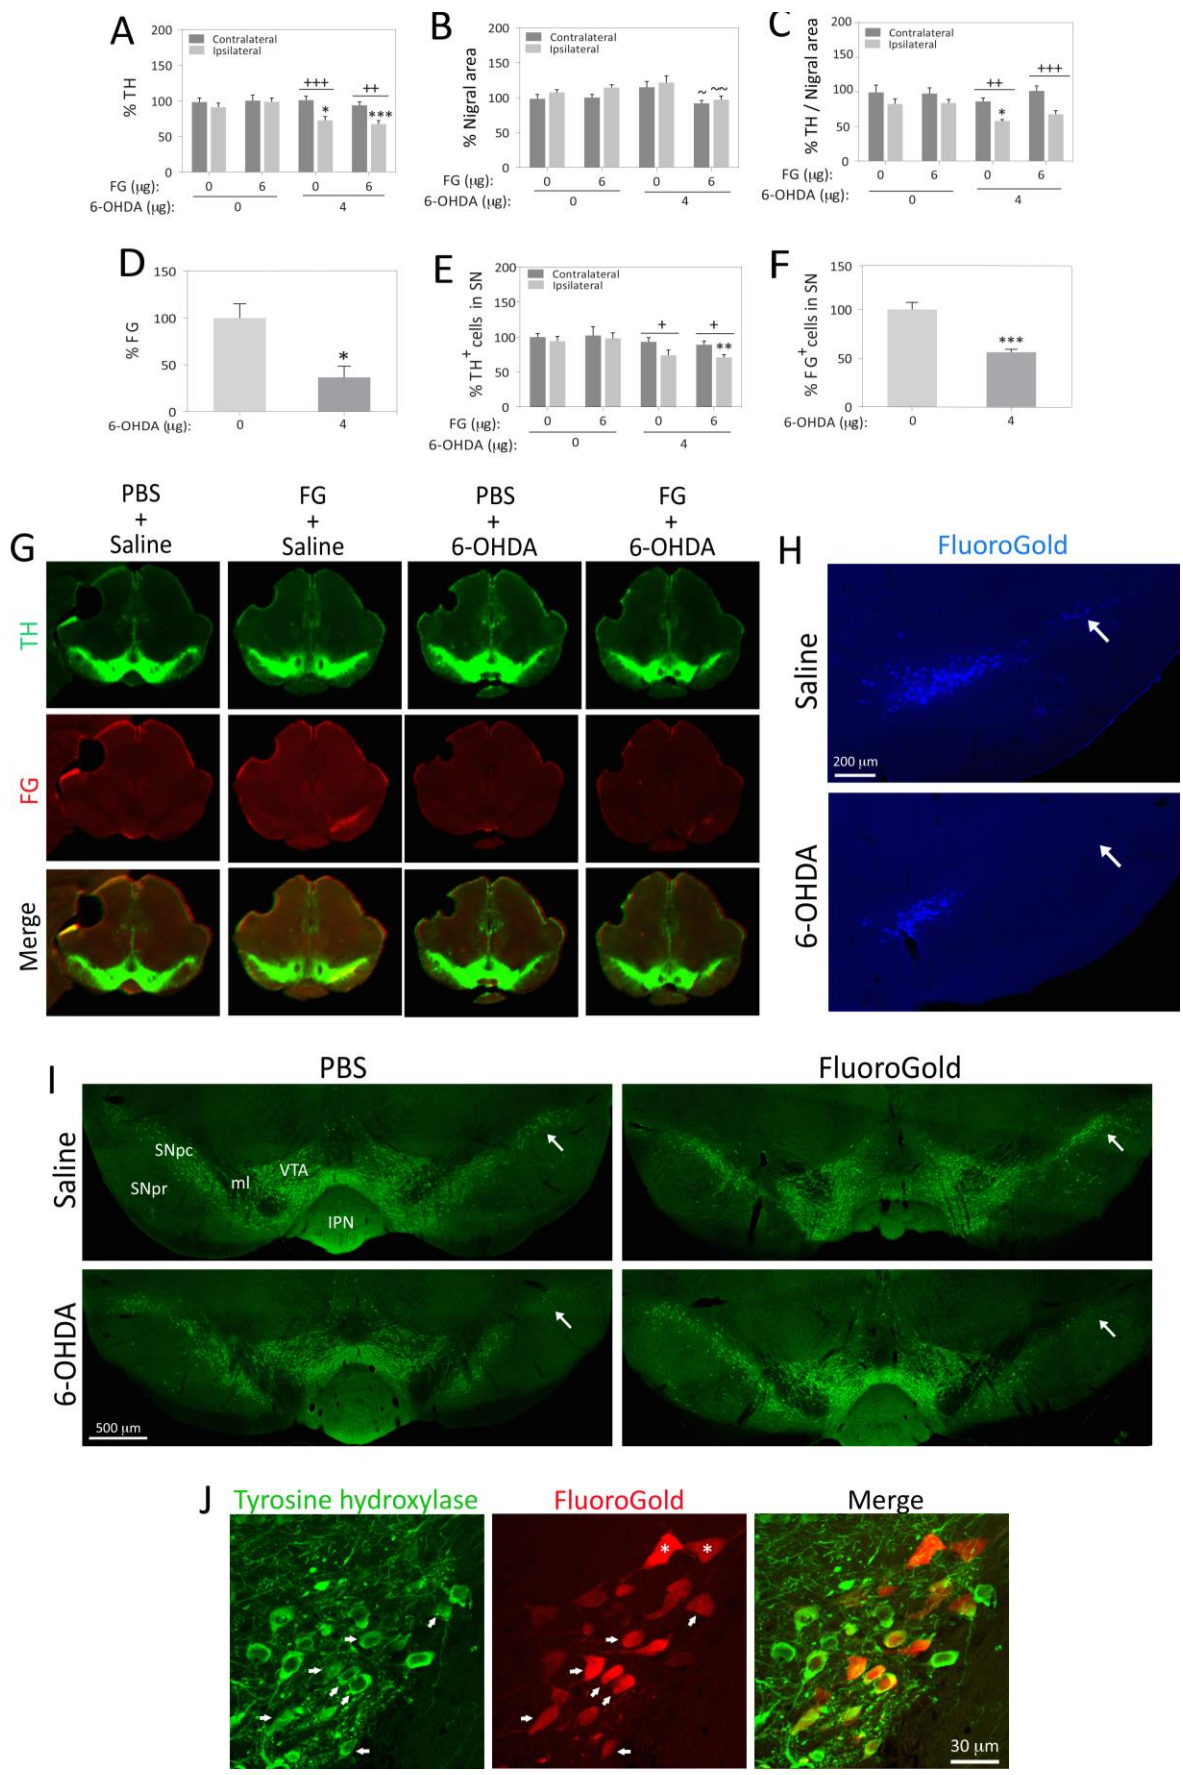 A
200
150
100
50
0
% TH
Contralateral
Ipsilateral
+++
++
*
***
FG (µg):
0
6
0
6
6-OHDA (µg):
0
4
B
200
150
100
50
0
% Nigral area
Contralateral
Ipsilateral
~
~~
FG (µg):
0
6
0
6
6-OHDA (µg):
0
4
C
200
150
100
50
0
% TH / Nigral area
Contralateral
Ipsilateral
++
+++
*
FG (µg):
0
6
0
6
6-OHDA (µg):
0
4
D
150
100
50
0
% FG
*
6-OHDA (µg):
0
4
E
200
150
100
50
0
% TH+ cells in SN
Contralateral
Ipsilateral
+
+
**
FG (µg):
0
6
0
6
6-OHDA (µg):
0
4
F
150
100
50
0
% FG+ cells in SN
***
6-OHDA (µg):
0
4
G
PBS
+
Saline
FG
+
Saline
PBS
+
6-OHDA
FG
+
6-OHDA
TH
FG
Merge
H
FluoroGold
Saline
200 µm
6-OHDA
I
PBS
FluoroGold
Saline
SNpc
SNpr
ml
VTA
IPN
6-OHDA
500 µm
J
Tyrosine hydroxylase
FluoroGold
Merge
*
*
30 µm